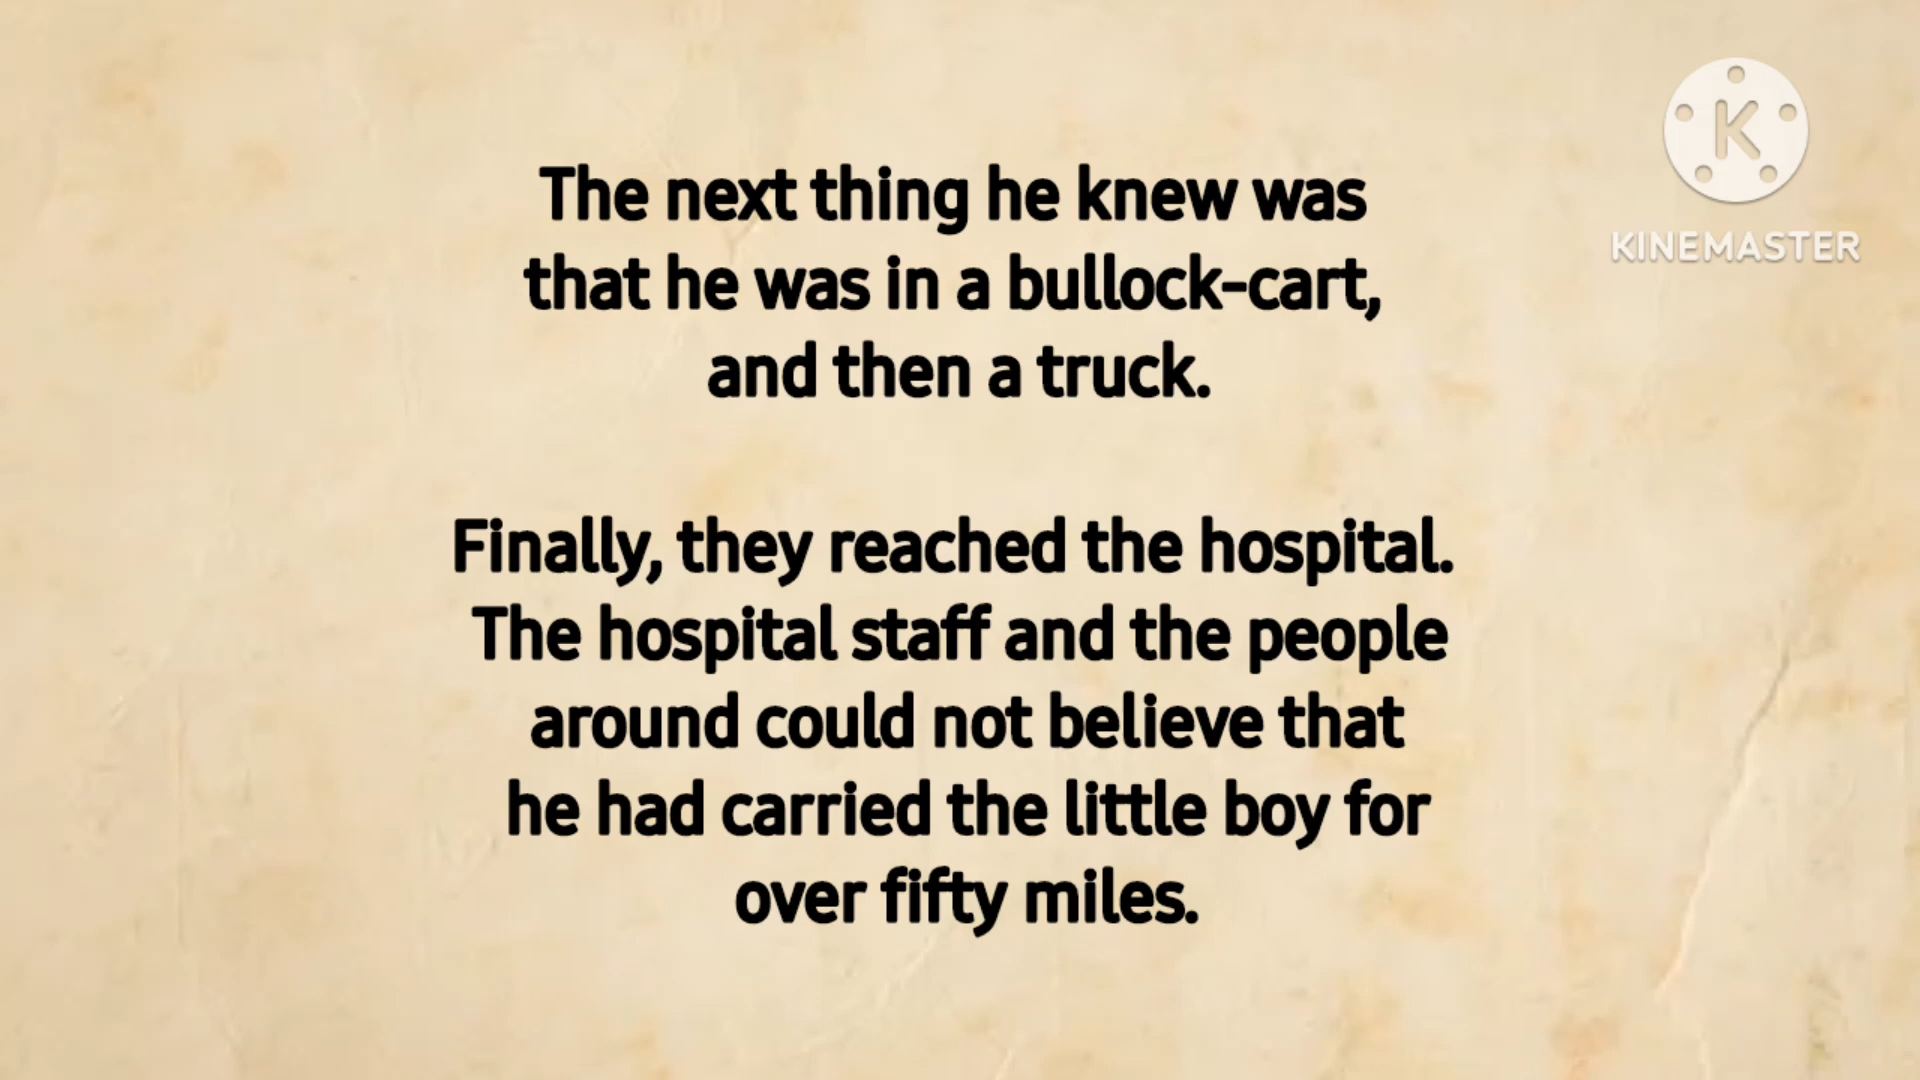 The next thing he knew was
that he was in a bullock-cart,
and then a truck.
Finally, they reached the hospital.
The hospital staff and the people
around could not believe that
he had carried the little boy for
over fifty miles.
K
KINEMASTER